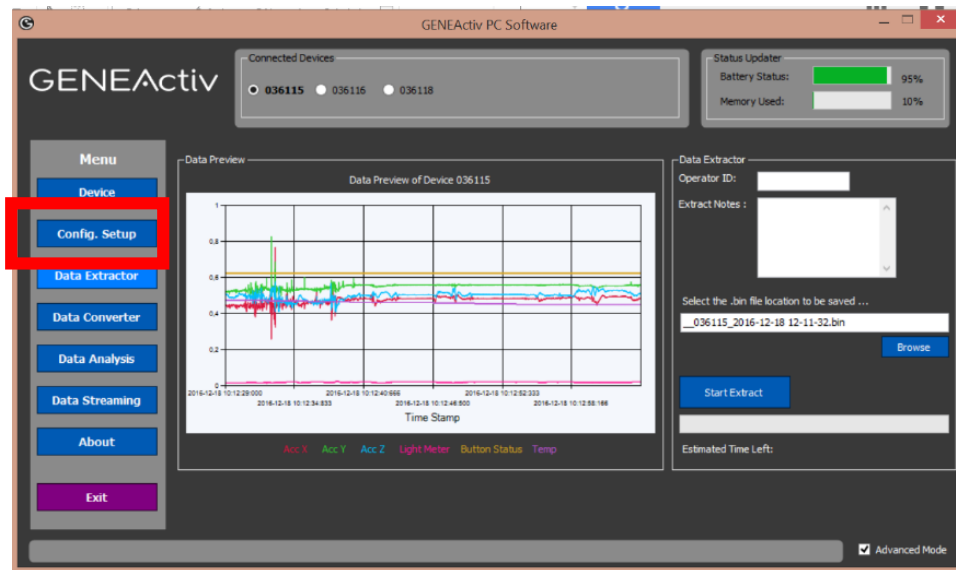 GENEActiv PC Software
GENEActiv
Connected Devices
036115 036116 036118
Status Updater
Battery Status: 95%
Memory Used: 10%
Menu
Device
Config. Setup
Data Extractor
Data Converter
Data Analysis
Data Streaming
About
Exit
Data Preview
Data Preview of Device 036115
1
0.8
0.6
0.4
0.2
0
2016-12-18 10:12:29:000 2016-12-18 10:12:40:666 2016-12-18 10:12:52:333
2016-12-18 10:12:34:833 2016-12-18 10:12:46:500 2016-12-18 10:12:58:166
Time Stamp
Acc X Acc Y Acc Z Light Meter Button Status Temp
Data Extractor
Operator ID:
Extract Notes :
Select the .bin file location to be saved ...
__036115_2016-12-18 12-11-32.bin
Browse
Start Extract
Estimated Time Left:
Advanced Mode